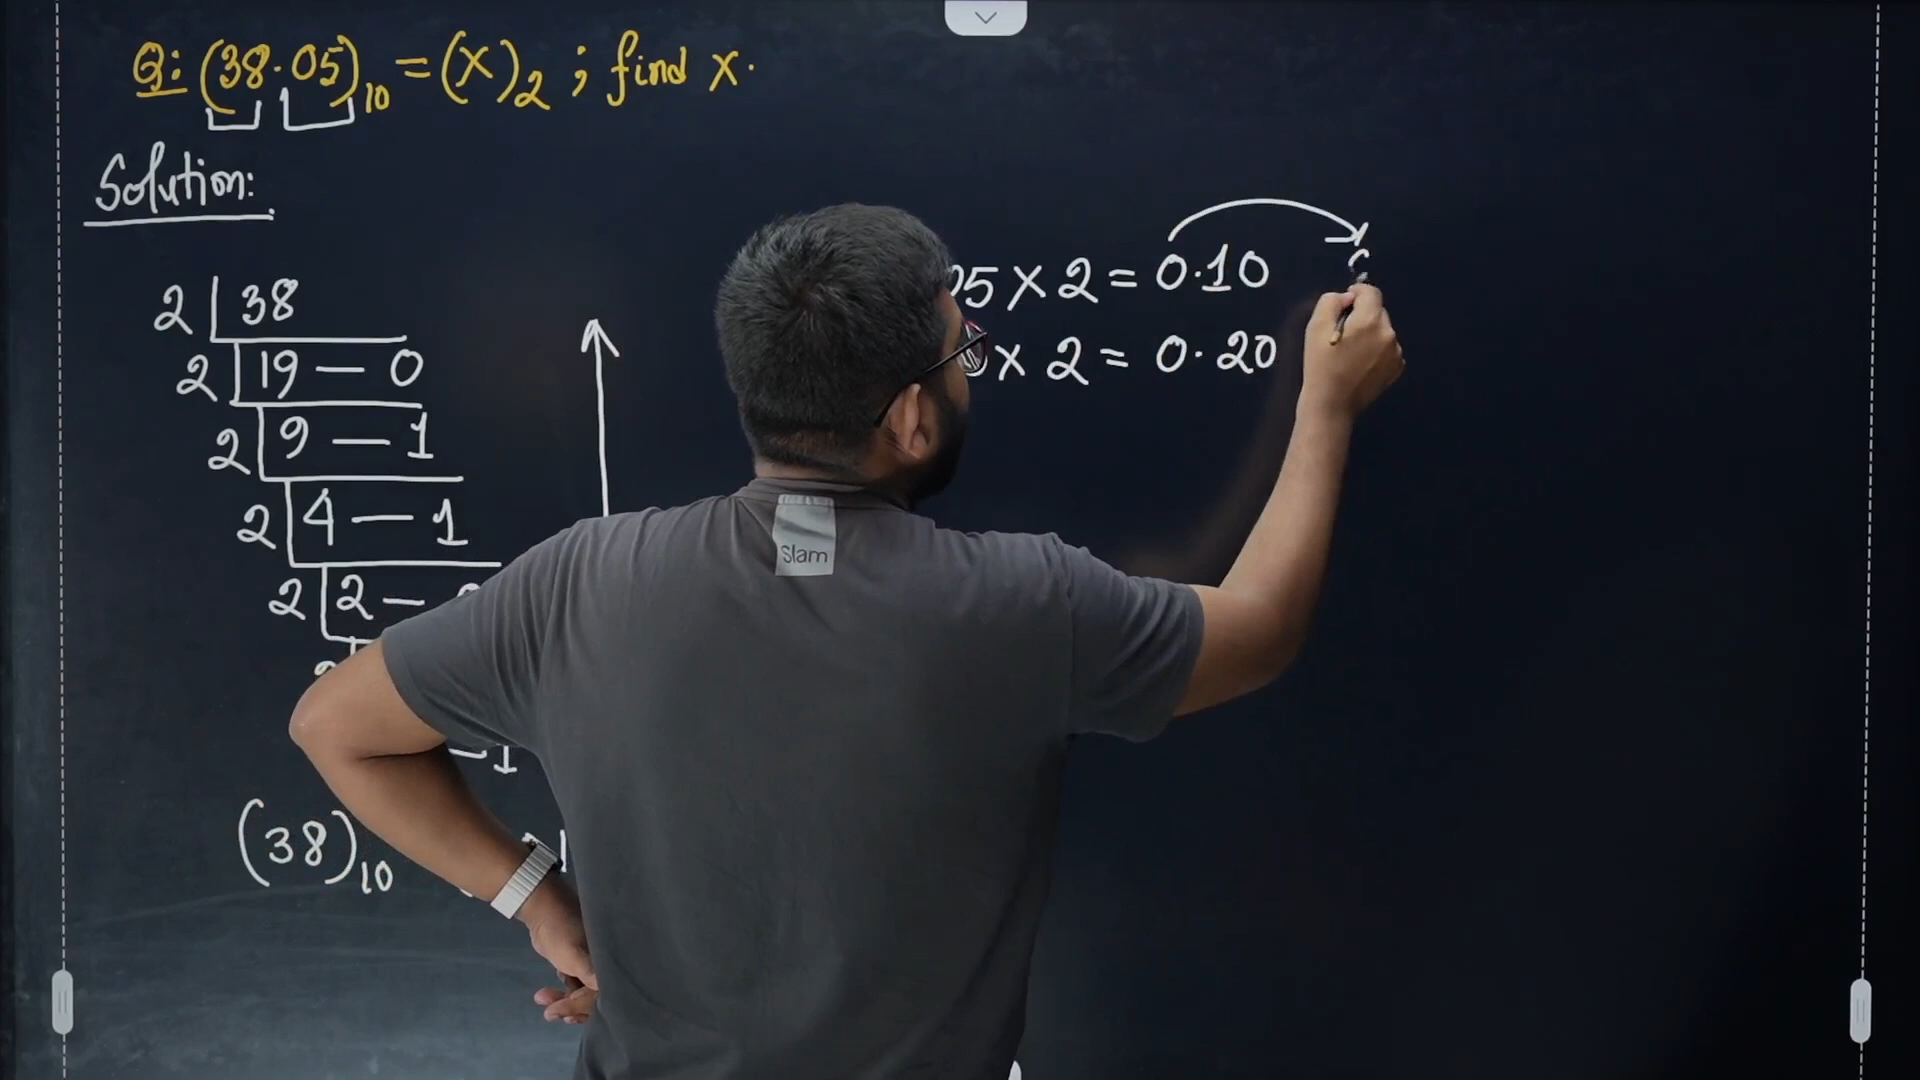 Q: (38.05)10 = (X)2 ; find X.
Solution:
2 | 38
2 | 19 — 0
2 | 9 — 1
2 | 4 — 1
2 | 2 —
— 1
(38)10
5 × 2 = 0.10
× 2 = 0.20
Slam